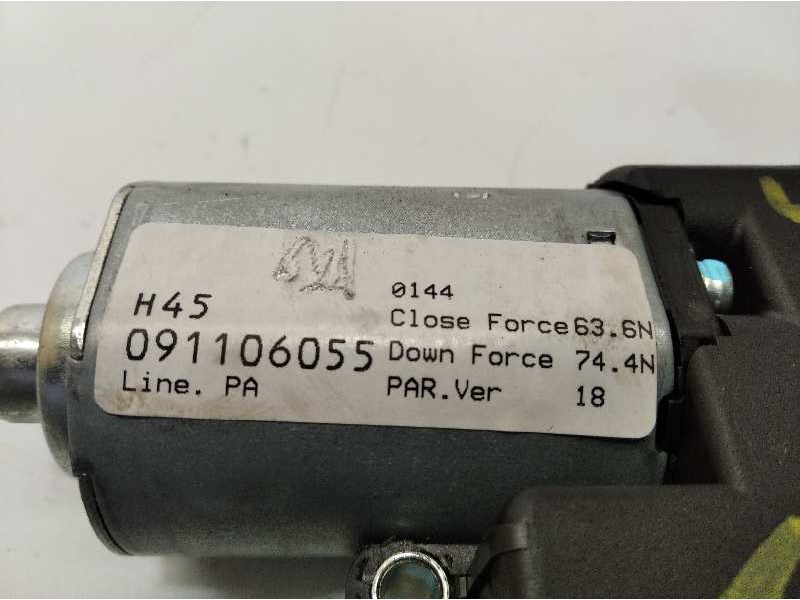 H45
091106055
Line. PA
0144
Close Force 63.6N
Down Force 74.4N
PAR.Ver 18